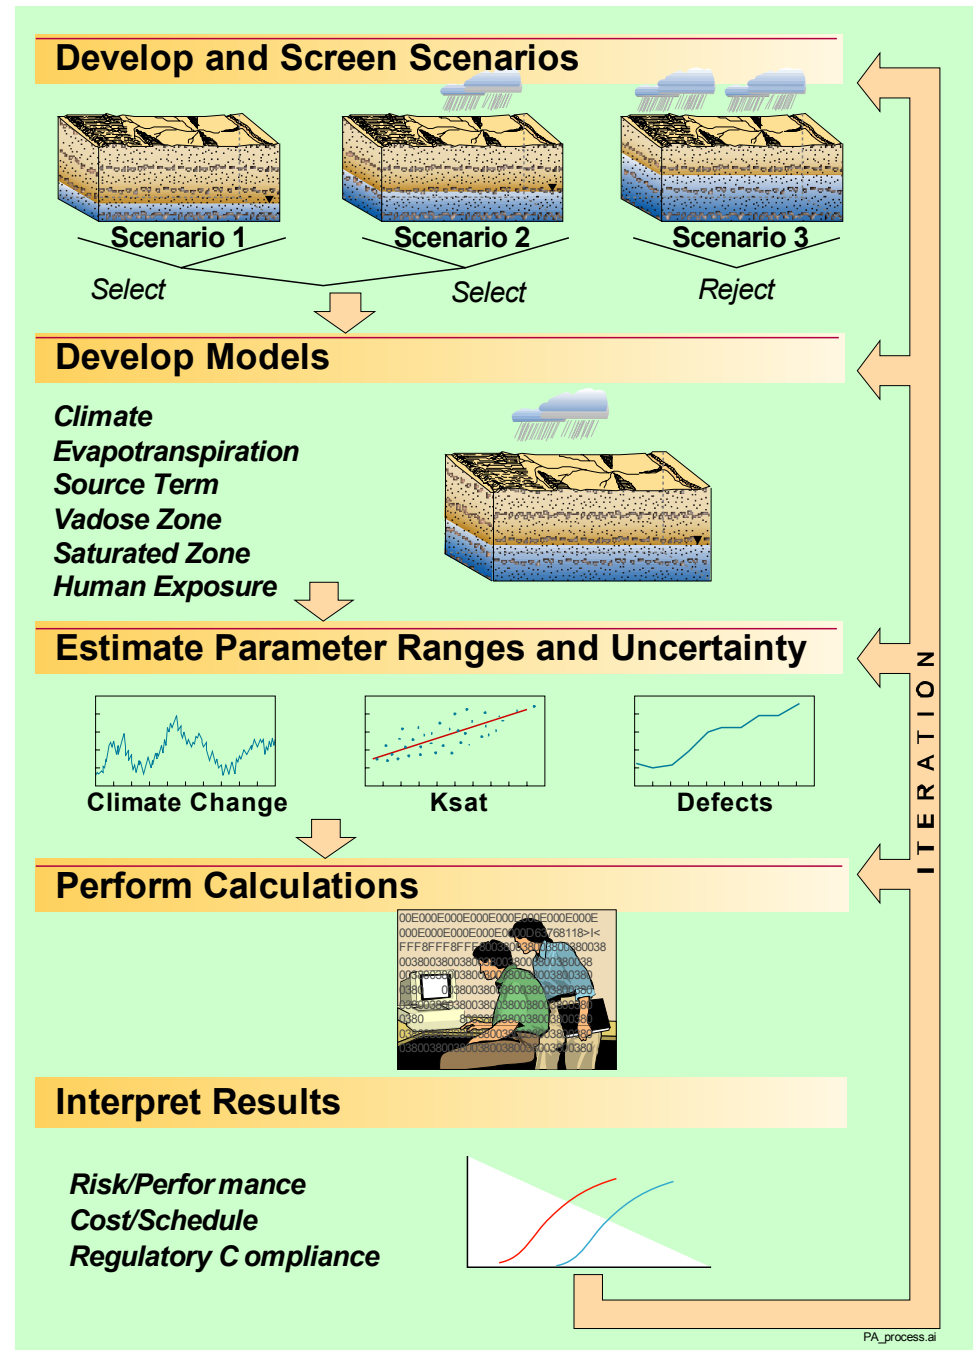 Develop and Screen Scenarios
Scenario 1
Scenario 2
Scenario 3
Select
Select
Reject
Develop Models
Climate
Evapotranspiration
Source Term
Vadose Zone
Saturated Zone
Human Exposure
Estimate Parameter Ranges and Uncertainty
Climate Change
Ksat
Defects
ITERATION
Perform Calculations
00E000E000E000E000E000E000E000E
Interpret Results
Risk/Performance
Cost/Schedule
Regulatory Compliance
PA_process.ai